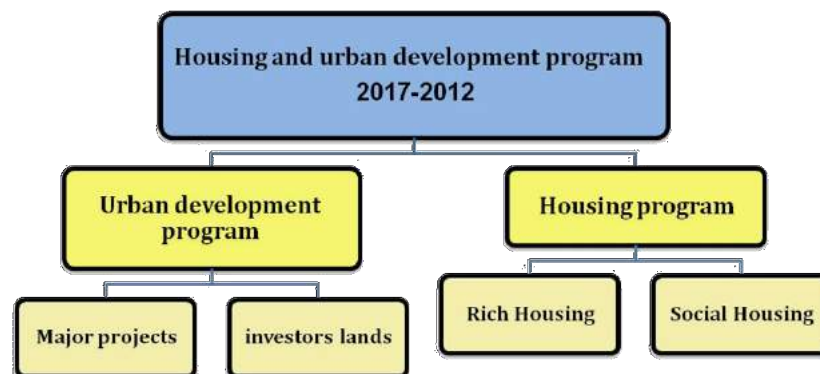 Housing and urban development program
2017-2012
Urban development
program
Housing program
Major projects
investors lands
Rich Housing
Social Housing